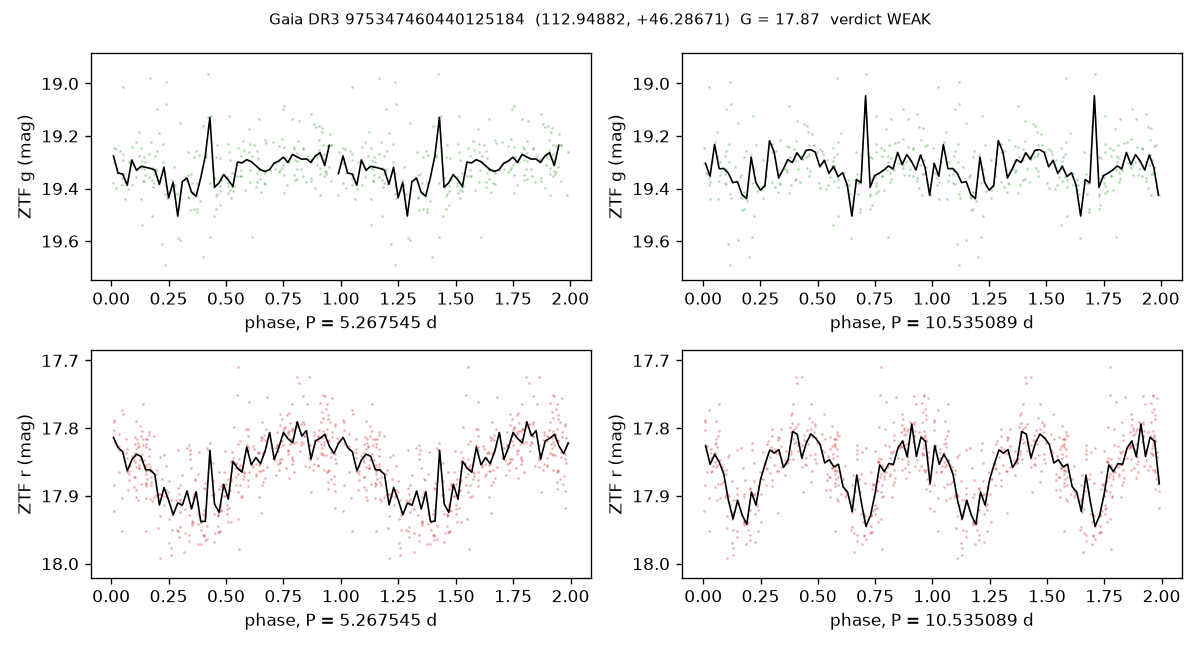 Gaia DR3 975347460440125184 (112.94882, +46.28671) G = 17.87 verdict WEAK
ZTF g (mag)
19.0
19.2
19.4
19.6
0.00 0.25 0.50 0.75 1.00 1.25 1.50 1.75 2.00
phase, P = 5.267545 d
ZTF g (mag)
19.0
19.2
19.4
19.6
0.00 0.25 0.50 0.75 1.00 1.25 1.50 1.75 2.00
phase, P = 10.535089 d
ZTF r (mag)
17.7
17.8
17.9
18.0
0.00 0.25 0.50 0.75 1.00 1.25 1.50 1.75 2.00
phase, P = 5.267545 d
ZTF r (mag)
17.7
17.8
17.9
18.0
0.00 0.25 0.50 0.75 1.00 1.25 1.50 1.75 2.00
phase, P = 10.535089 d